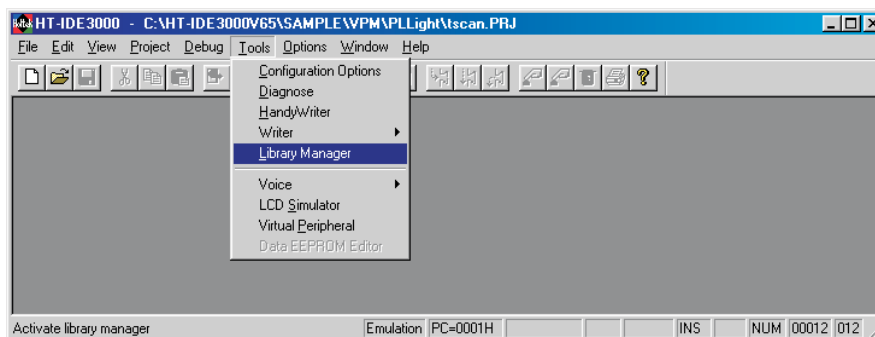 Holtek HT-IDE3000 - C:\HT-IDE3000V65\SAMPLE\VPM\PLLight\tscan.PRJ
File Edit View Project Debug Tools Options Window Help
Configuration Options
Diagnose
HandyWriter
Writer
Library Manager
Voice
LCD Simulator
Virtual Peripheral
Data EEPROM Editor
Activate library manager Emulation PC=0001H INS NUM 00012 012